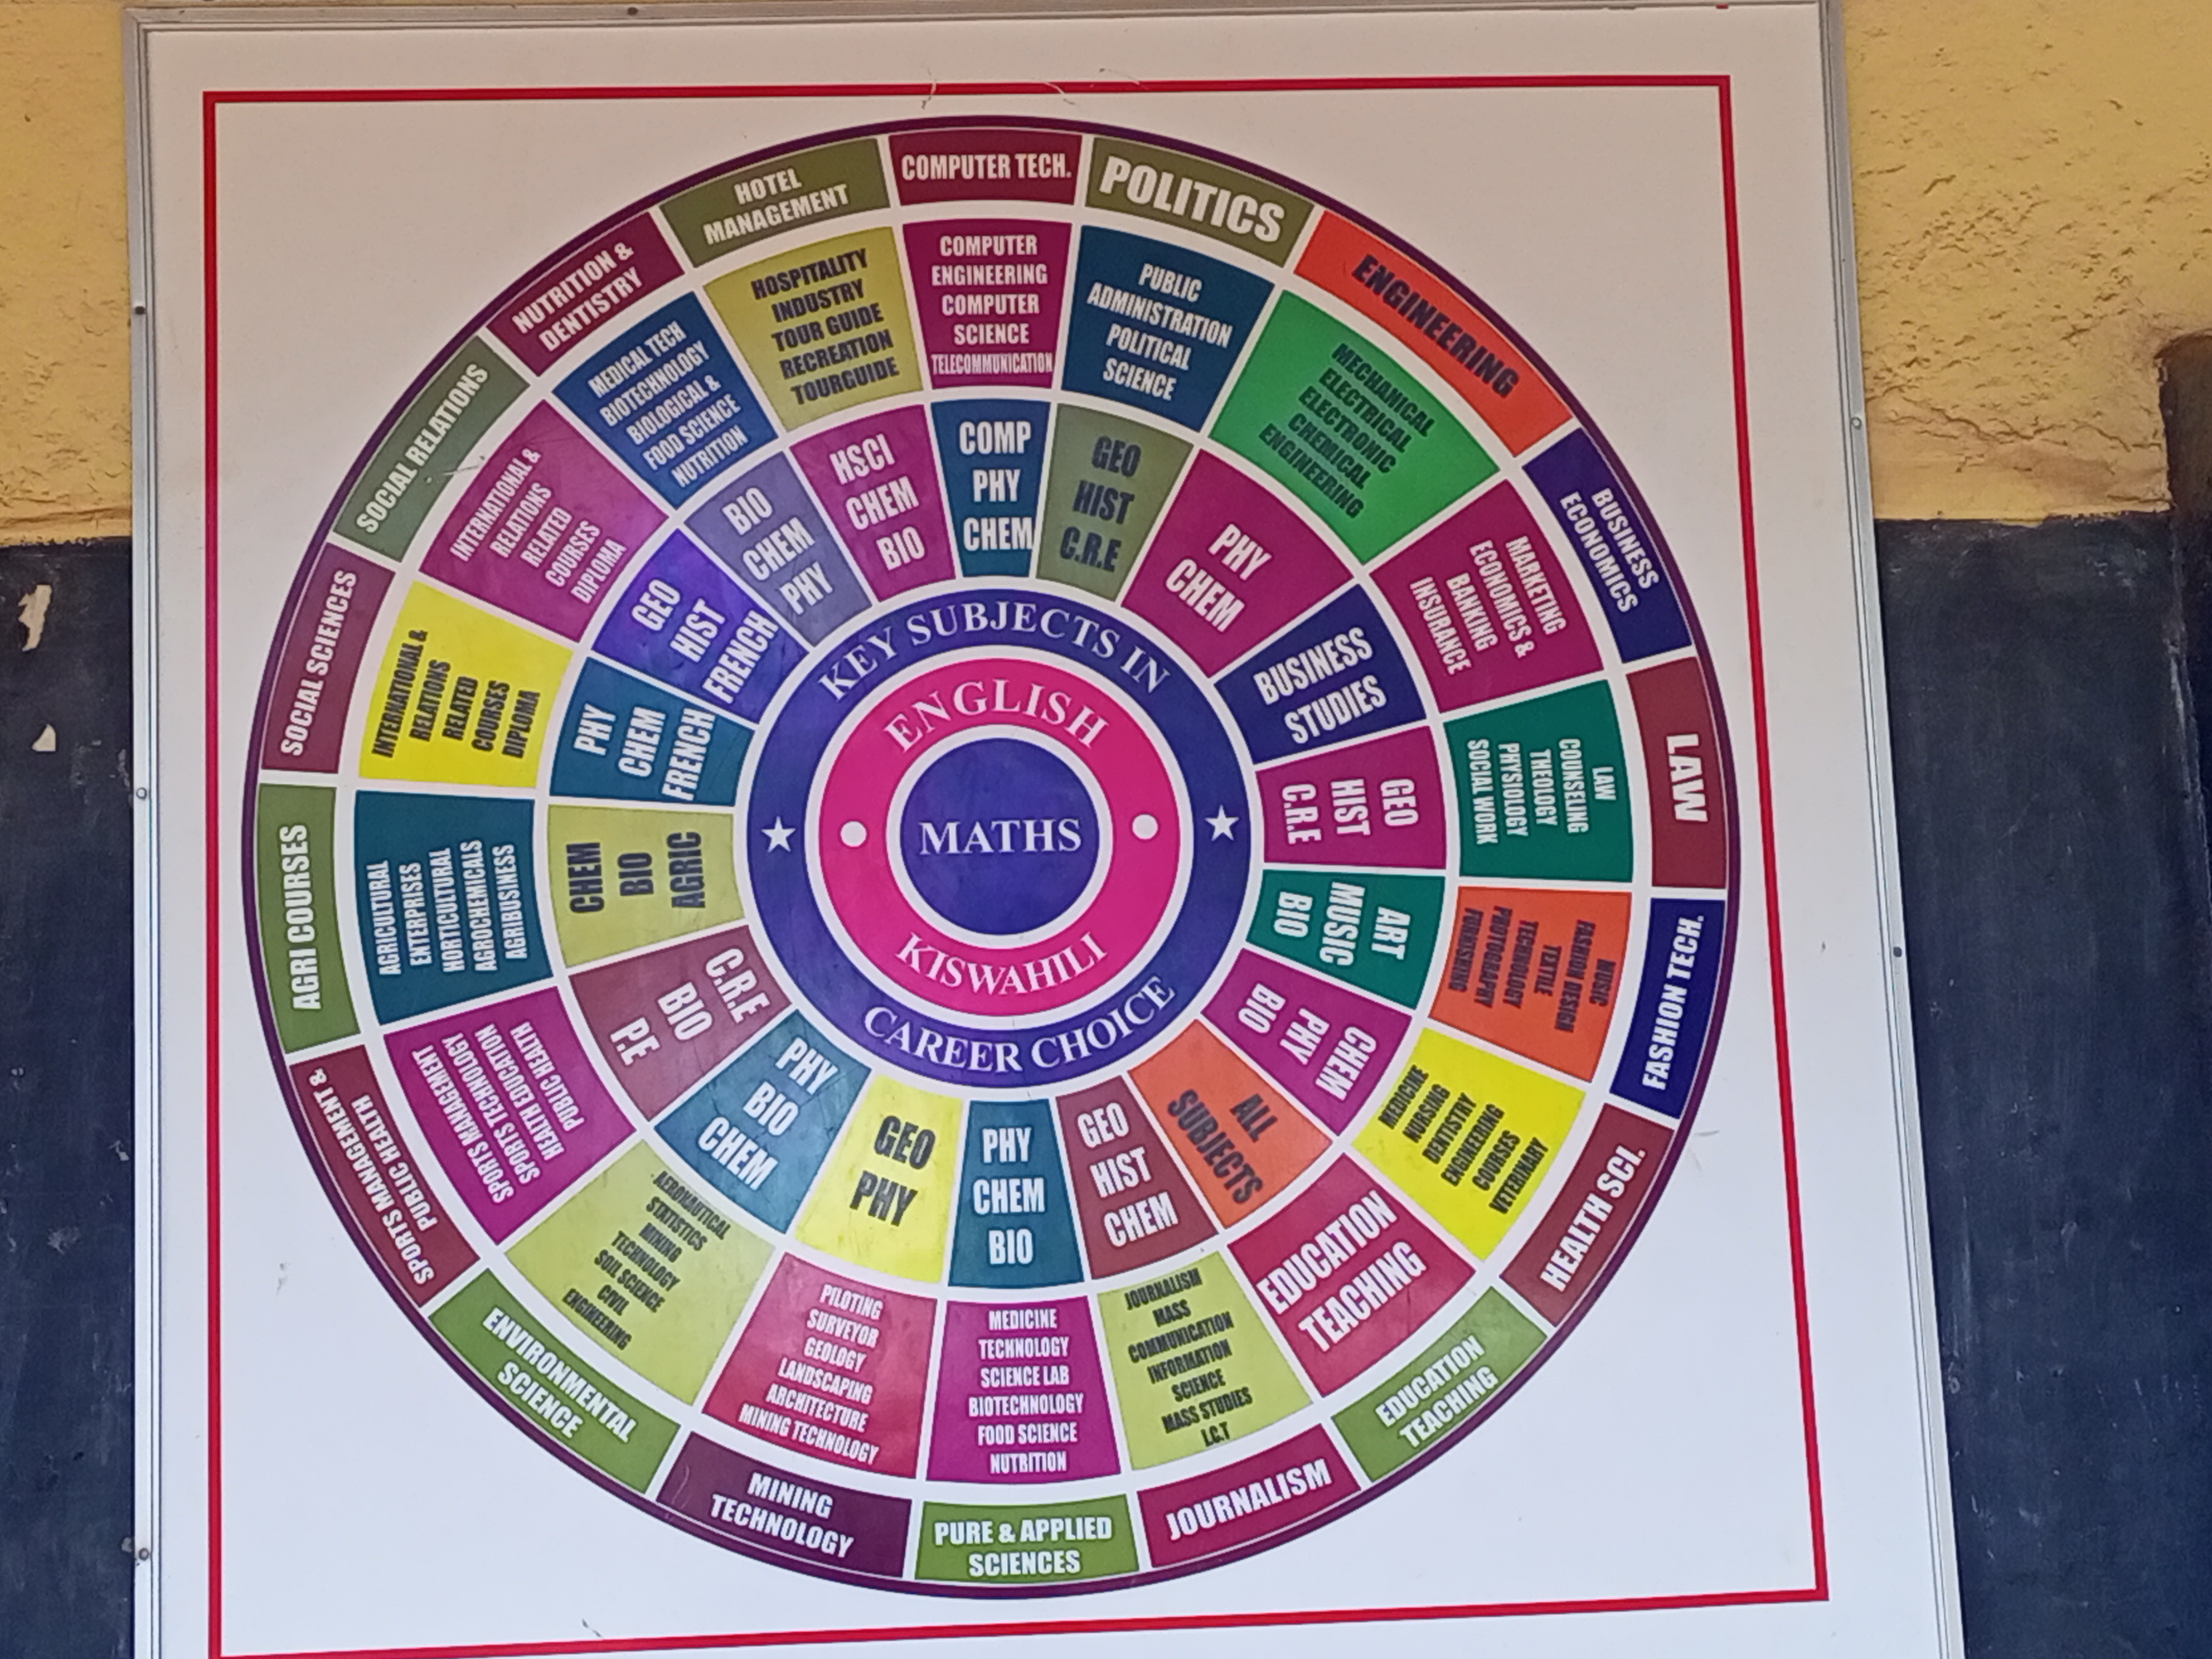 MATHS
ENGLISH
KISWAHILI
KEY SUBJECTS IN
CAREER CHOICE
COMPUTER TECH.
COMPUTER
ENGINEERING
COMPUTER
SCIENCE
TELECOMMUNICATION
COMP
PHY
CHEM
POLITICS
PUBLIC
ADMINISTRATION
POLITICAL
SCIENCE
GEO
HIST
C.R.E
ENGINEERING
MECHANICAL
ELECTRICAL
ELECTRONIC
CHEMICAL
ENGINEERING
PHY
CHEM
BUSINESS
ECONOMICS
MARKETING
ECONOMICS &
BANKING
INSURANCE
BUSINESS
STUDIES
LAW
LAW
COUNSELING
THEOLOGY
PHYSIOLOGY
SOCIAL WORK
GEO
HIST
C.R.E
FASHION TECH.
MUSIC
FASHION DESIGN
TEXTILE
TECHNOLOGY
PHOTOGRAPHY
FURNISHING
ART
MUSIC
BIO
HEALTH SCI.
MEDICINE
NURSING
DENTISTRY
ENGINEERING
COURSES
VETERINARY
CHEM
PHY
BIO
EDUCATION
TEACHING
EDUCATION
TEACHING
ALL
SUBJECTS
JOURNALISM
JOURNALISM
MASS
COMMUNICATION
INFORMATION
SCIENCE
MASS STUDIES
I.C.T
GEO
HIST
CHEM
PURE & APPLIED
SCIENCES
MEDICINE
TECHNOLOGY
SCIENCE LAB
BIOTECHNOLOGY
FOOD SCIENCE
NUTRITION
PHY
CHEM
BIO
MINING
TECHNOLOGY
PILOTING
SURVEYOR
GEOLOGY
LANDSCAPING
ARCHITECTURE
MINING TECHNOLOGY
GEO
PHY
ENVIRONMENTAL
SCIENCE
AERONAUTICAL
STATISTICS
MINING
TECHNOLOGY
SOIL SCIENCE
CIVIL
ENGINEERING
PHY
BIO
CHEM
SPORTS MANAGEMENT &
PUBLIC HEALTH
SPORTS MANAGEMENT
SPORTS TECHNOLOGY
HEALTH EDUCATION
PUBLIC HEALTH
C.R.E
BIO
P.E
AGRI COURSES
AGRICULTURAL
ENTERPRISES
HORTICULTURAL
AGROCHEMICALS
AGRIBUSINESS
CHEM
BIO
AGRIC
SOCIAL SCIENCES
INTERNATIONAL &
RELATIONS
RELATED
COURSES
DIPLOMA
PHY
CHEM
FRENCH
SOCIAL RELATIONS
INTERNATIONAL &
RELATIONS
RELATED
COURSES
DIPLOMA
GEO
HIST
FRENCH
NUTRITION &
DENTISTRY
MEDICAL TECH
BIOTECHNOLOGY
BIOLOGICAL &
FOOD SCIENCE
NUTRITION
BIO
CHEM
PHY
HOTEL
MANAGEMENT
HOSPITALITY
INDUSTRY
TOUR GUIDE
RECREATION
TOURGUIDE
HSCI
CHEM
BIO